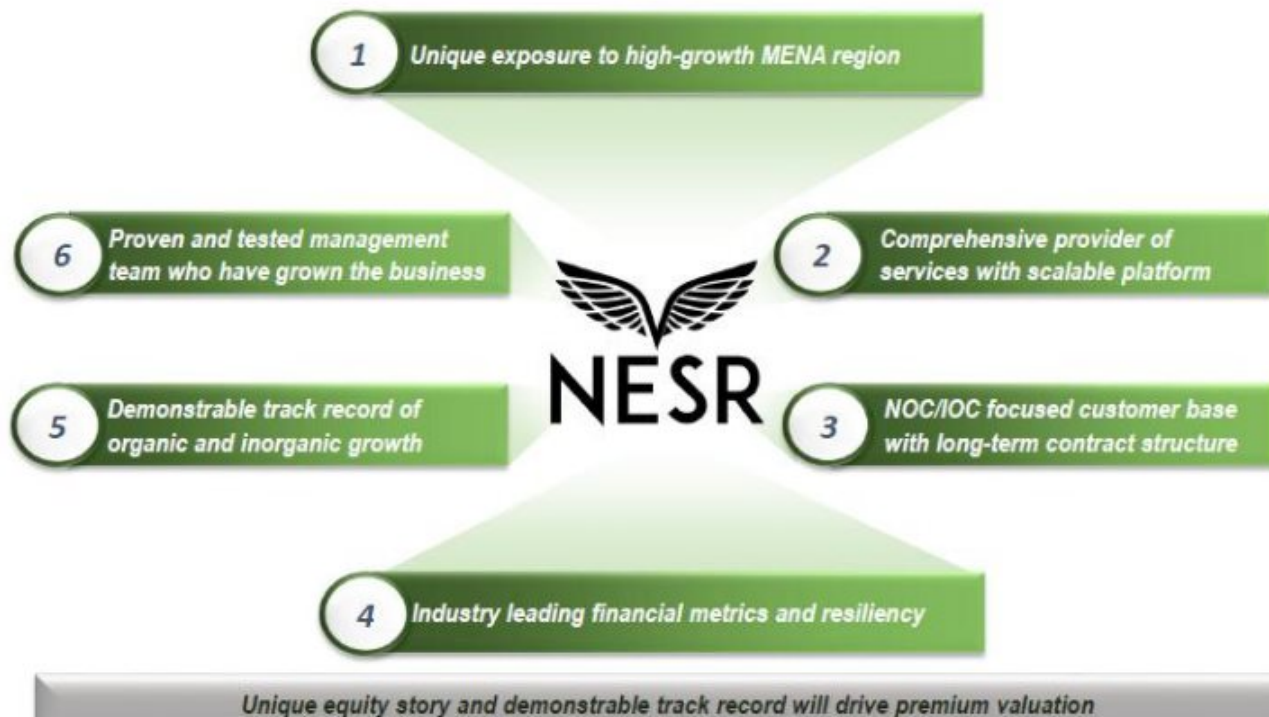 1
Unique exposure to high-growth MENA region
6
Proven and tested management
team who have grown the business
2
Comprehensive provider of
services with scalable platform
NESR
5
Demonstrable track record of
organic and inorganic growth
3
NOC/IOC focused customer base
with long-term contract structure
4
Industry leading financial metrics and resiliency
Unique equity story and demonstrable track record will drive premium valuation